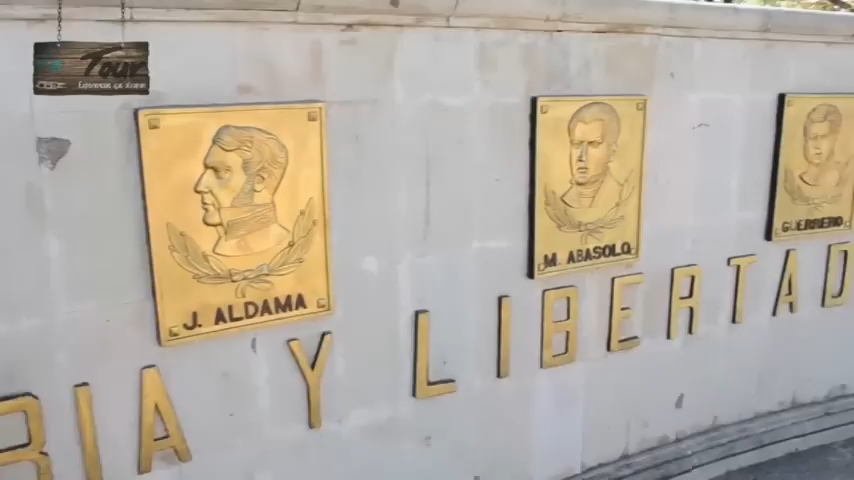 Tour
J. ALDAMA
M. ABASOLO
GUERRERO
RIA Y LIBERTAD